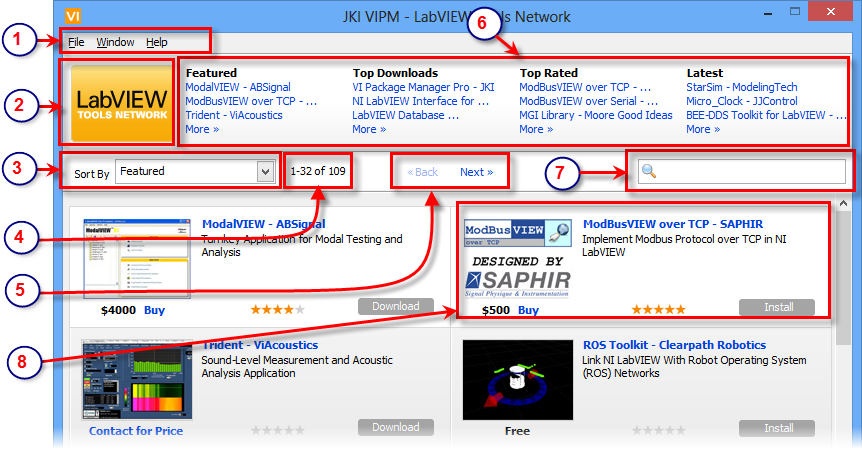 VI
JKI VIPM - LabVIEW Tools Network
6
1
File Window Help
2
LabVIEW
TOOLS NETWORK
Featured
ModalVIEW - ABSignal
ModBusVIEW over TCP - ...
Trident - ViAcoustics
More »
Top Downloads
VI Package Manager Pro - JKI
NI LabVIEW Interface for ...
LabVIEW Database ...
More »
Top Rated
ModBusVIEW over TCP - ...
ModBusVIEW over Serial - ...
MGI Library - Moore Good Ideas
More »
Latest
StarSim - ModelingTech
Micro_Clock - JJControl
BEE-DDS Toolkit for LabVIEW - ...
More »
3
Sort By Featured
1-32 of 109
«Back Next »
7
4
5
8
ModalVIEW
ModalVIEW - ABSignal
Turnkey Application for Modal Testing and
Analysis
$4000 Buy
Download
ModBusVIEW
over TCP
DESIGNED BY
SAPHIR
Signal Physique & Instrumentation
ModBusVIEW over TCP - SAPHIR
Implement Modbus Protocol over TCP in NI
LabVIEW
$500 Buy
Install
Trident - ViAcoustics
Sound-Level Measurement and Acoustic
Analysis Application
Contact for Price
Download
ROS Toolkit - Clearpath Robotics
Link NI LabVIEW With Robot Operating System
(ROS) Networks
Free
Install